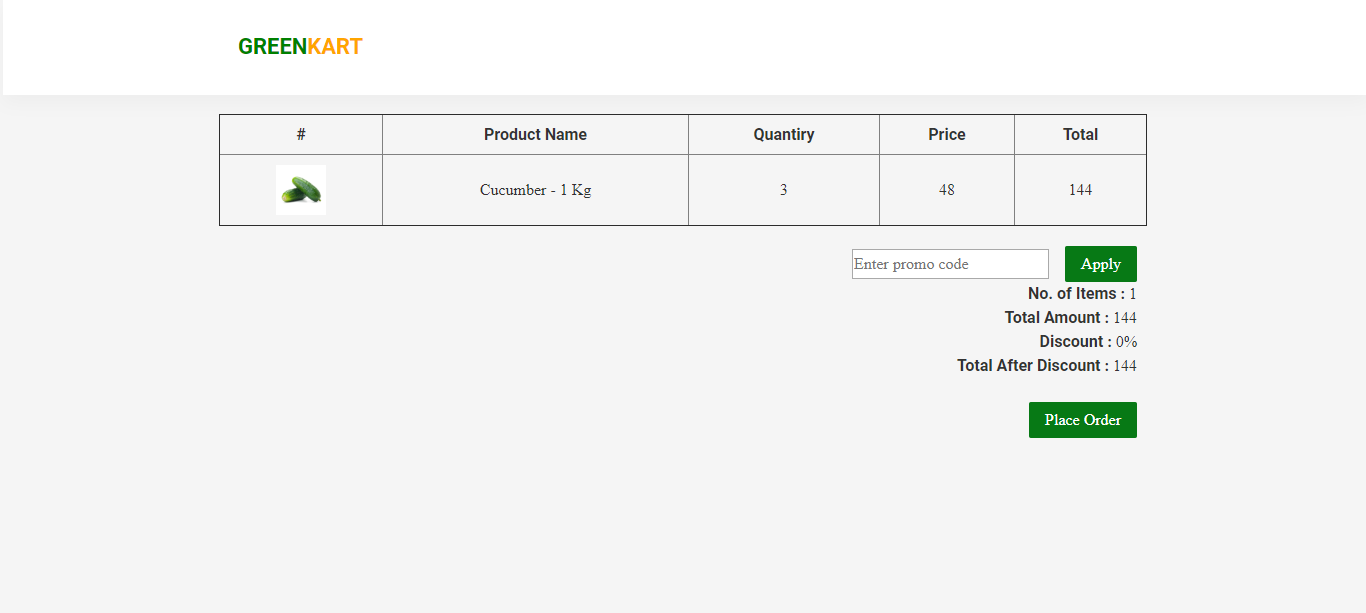 GREENKART
# Product Name Quantiry Price Total
Cucumber - 1 Kg 3 48 144
Enter promo code Apply
No. of Items : 1
Total Amount : 144
Discount : 0%
Total After Discount : 144
Place Order